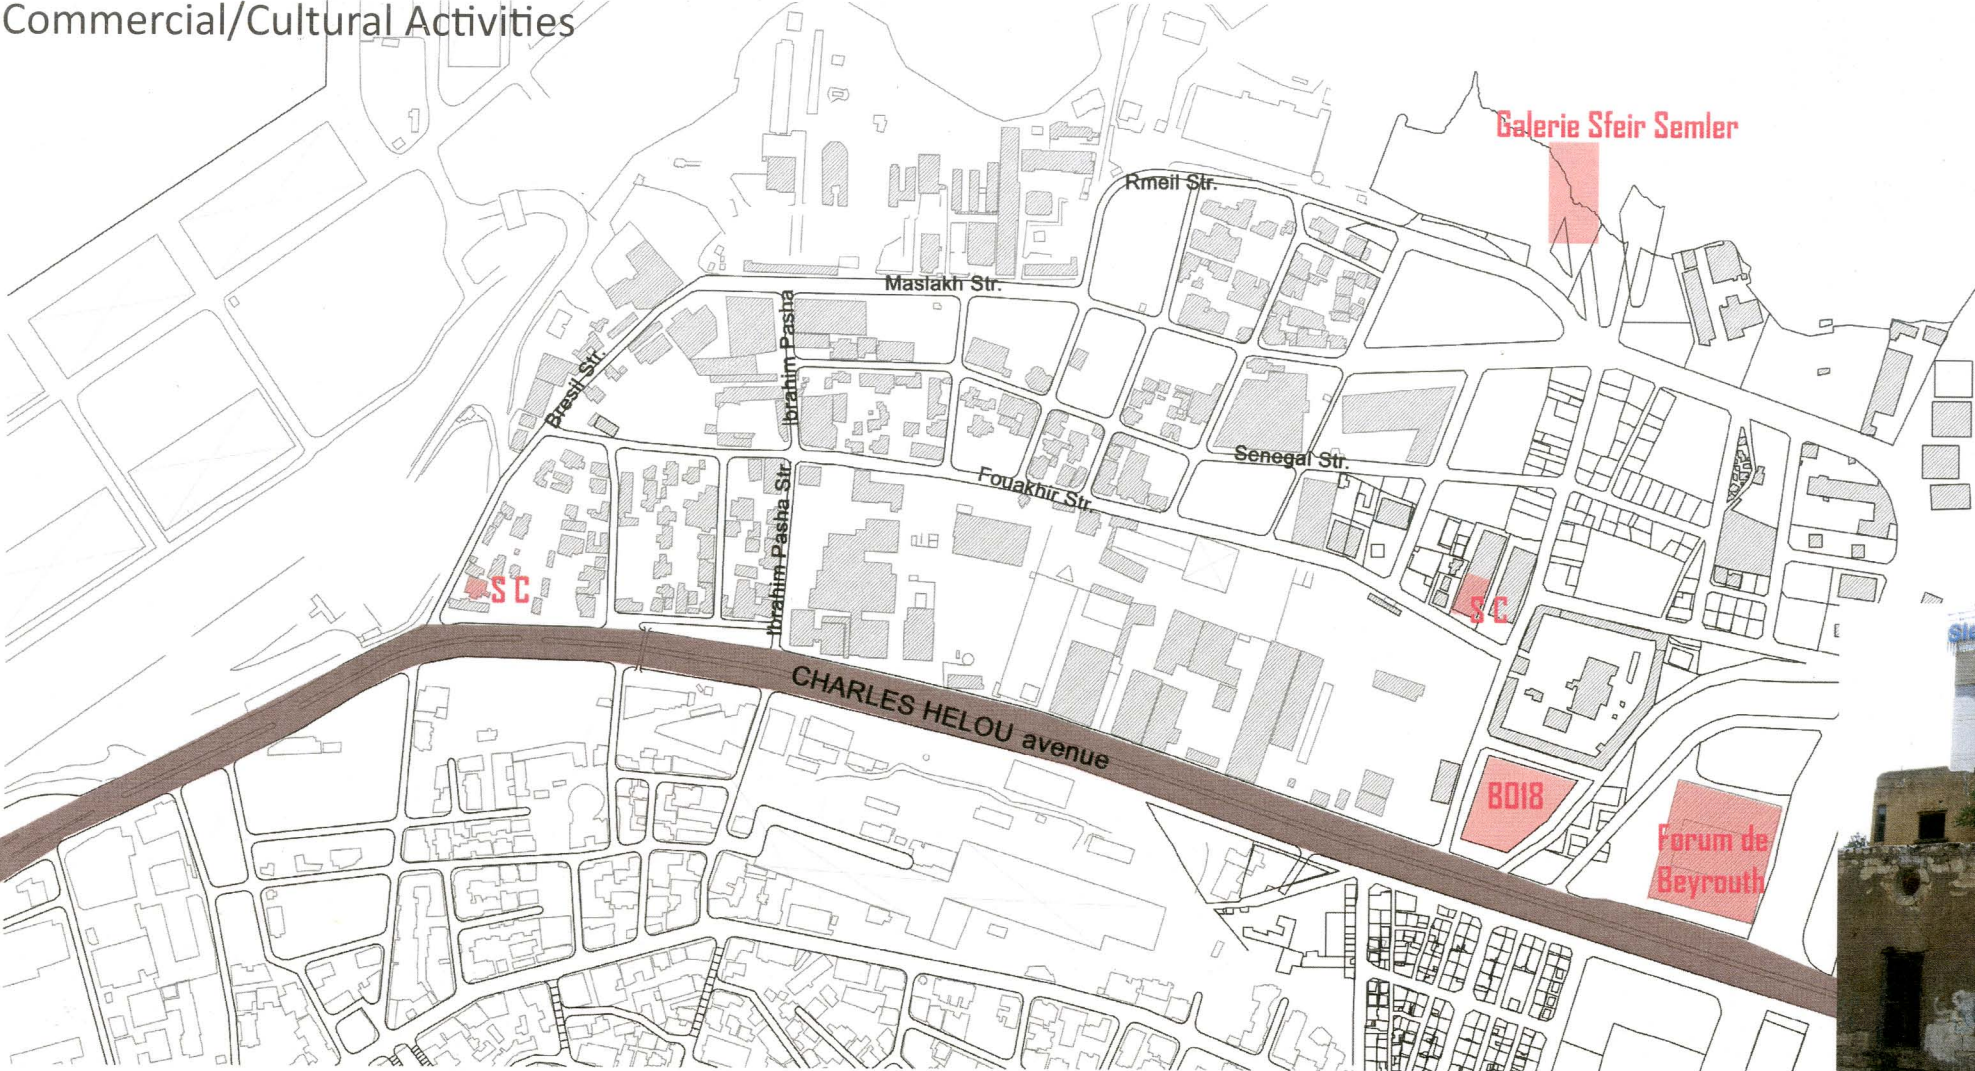 Commercial/Cultural Activities
Galerie Sfeir Semler
Rmeil Str.
Maslakh Str.
Ibrahim Pasha
Bresil Str.
Senegal Str.
Fouakhir Str.
Ibrahim Pasha Str.
S C
S C
CHARLES HELOU avenue
B018
Forum de
Beyrouth